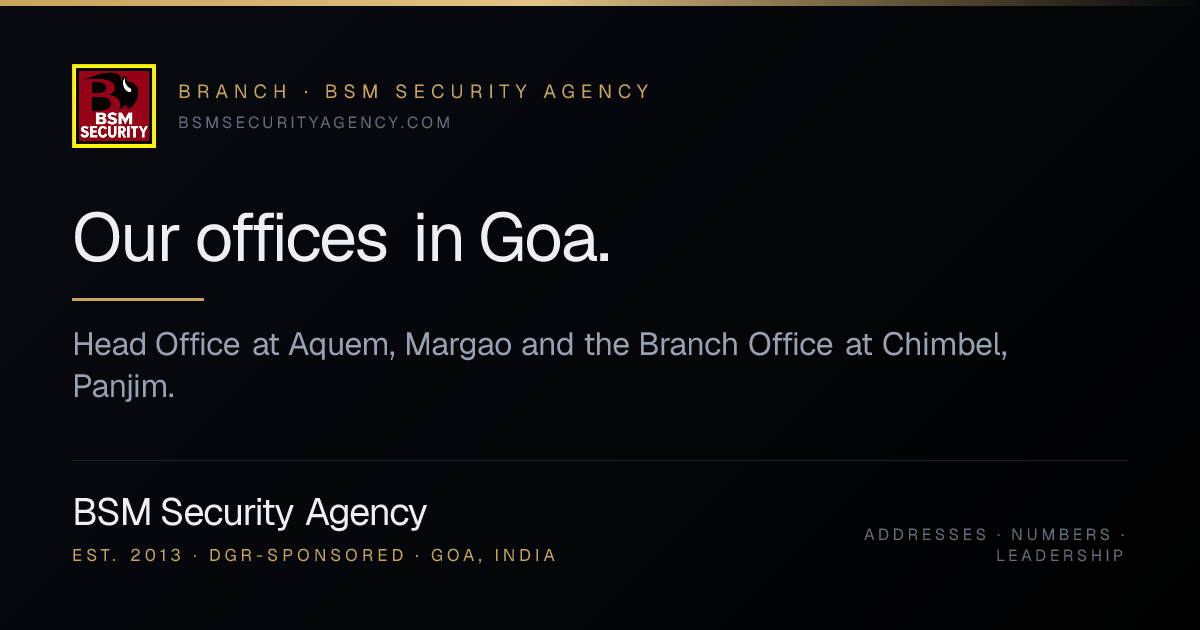 BSM
SECURITY
BRANCH · BSM SECURITY AGENCY
BSMSECURITYAGENCY.COM
Our offices in Goa.
Head Office at Aquem, Margao and the Branch Office at Chimbel,
Panjim.
BSM Security Agency
EST. 2013 · DGR-SPONSORED · GOA, INDIA
ADDRESSES · NUMBERS ·
LEADERSHIP